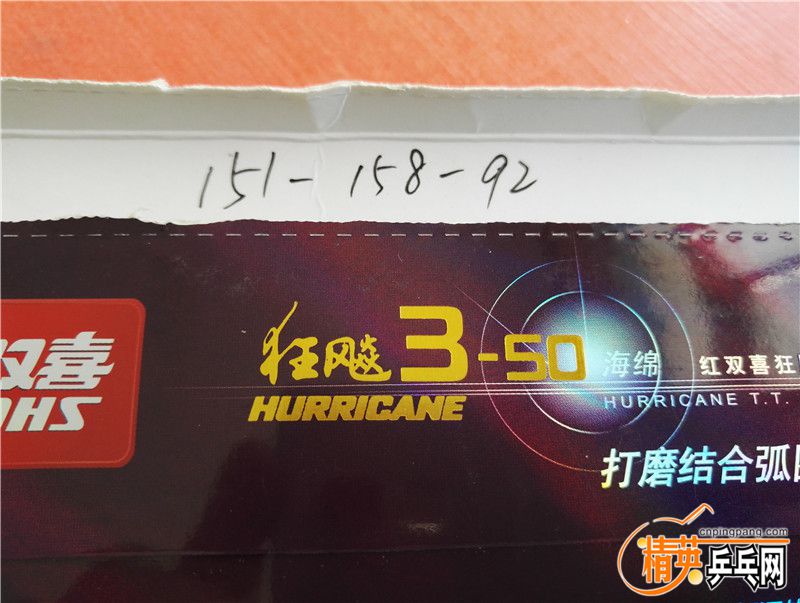 151-158-92
双喜
DHS
狂飚3-50
HURRICANE
海绵 红双喜狂
HURRICANE T.T.
打磨结合弧
cnpingpang.com
精英乒乓网